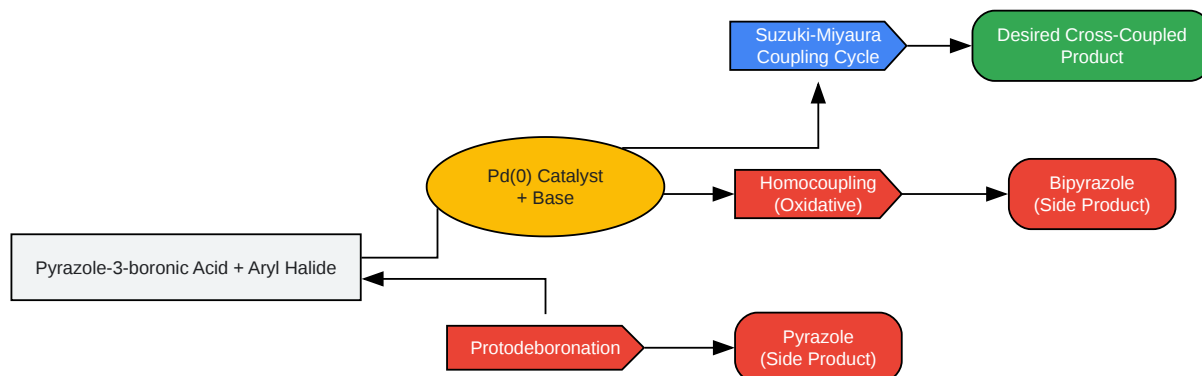 Suzuki-Miyaura
Coupling Cycle
Desired Cross-Coupled
Product
Pd(0) Catalyst
+ Base
Homocoupling
(Oxidative)
Bipyrazole
(Side Product)
Pyrazole-3-boronic Acid + Aryl Halide
Protodeboronation
Pyrazole
(Side Product)